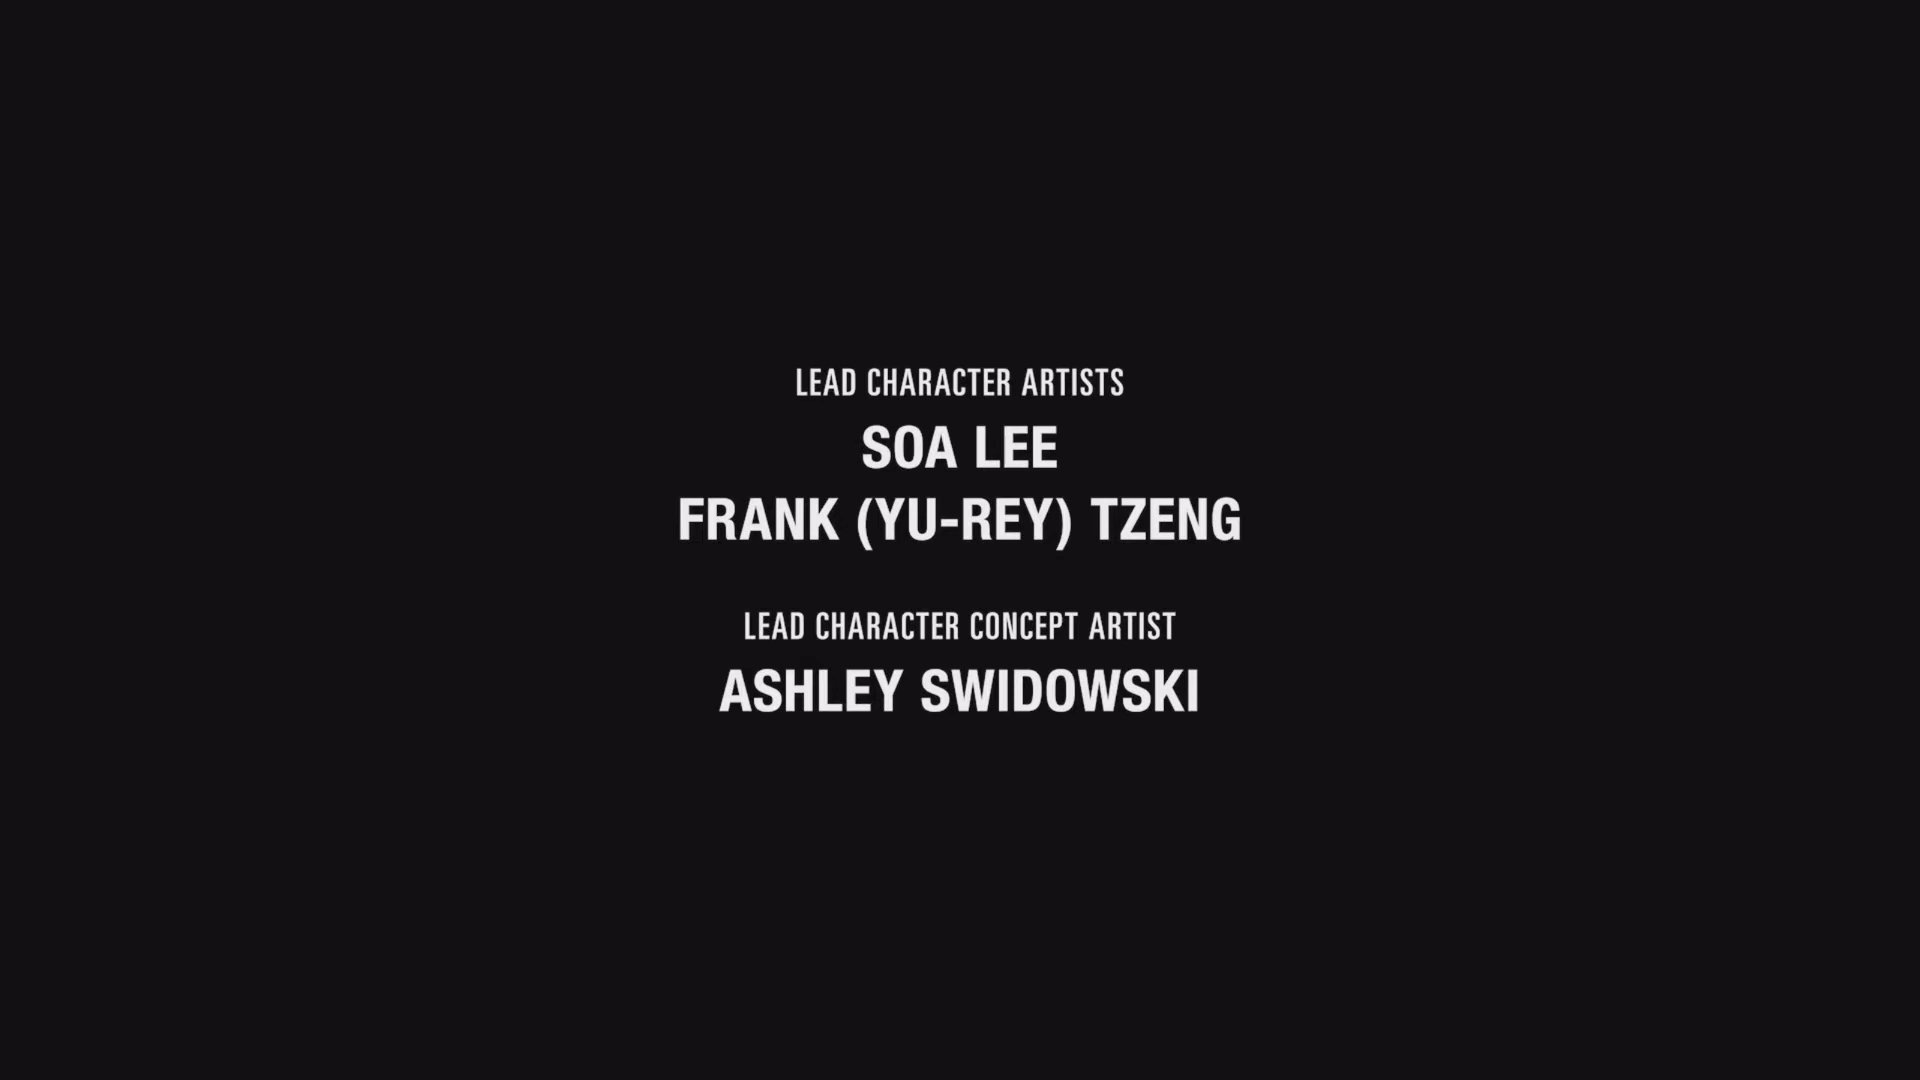 LEAD CHARACTER ARTISTS
SOA LEE
FRANK (YU-REY) TZENG
LEAD CHARACTER CONCEPT ARTIST
ASHLEY SWIDOWSKI